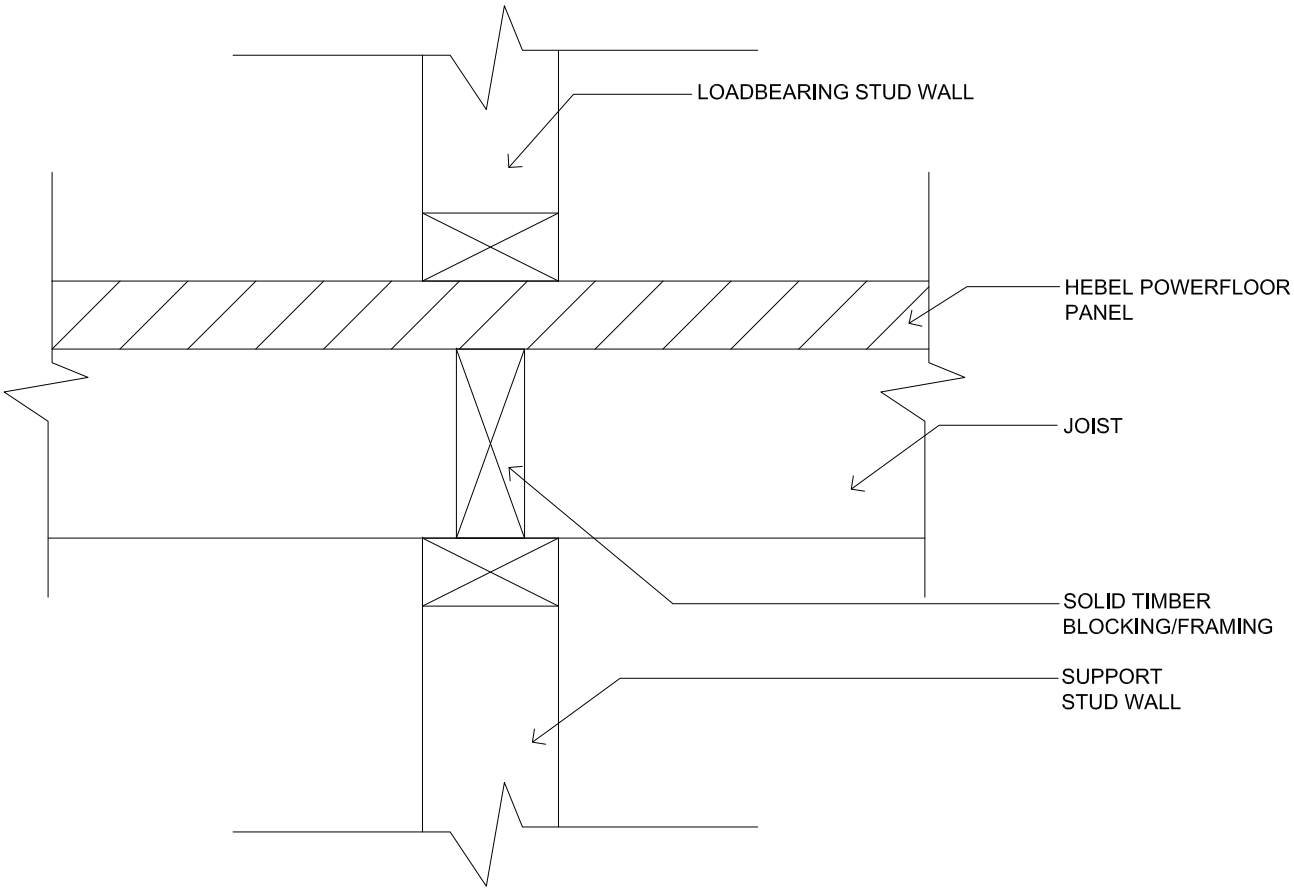 LOADBEARING STUD WALL
HEBEL POWERFLOOR
PANEL
JOIST
SOLID TIMBER
BLOCKING/FRAMING
SUPPORT
STUD WALL